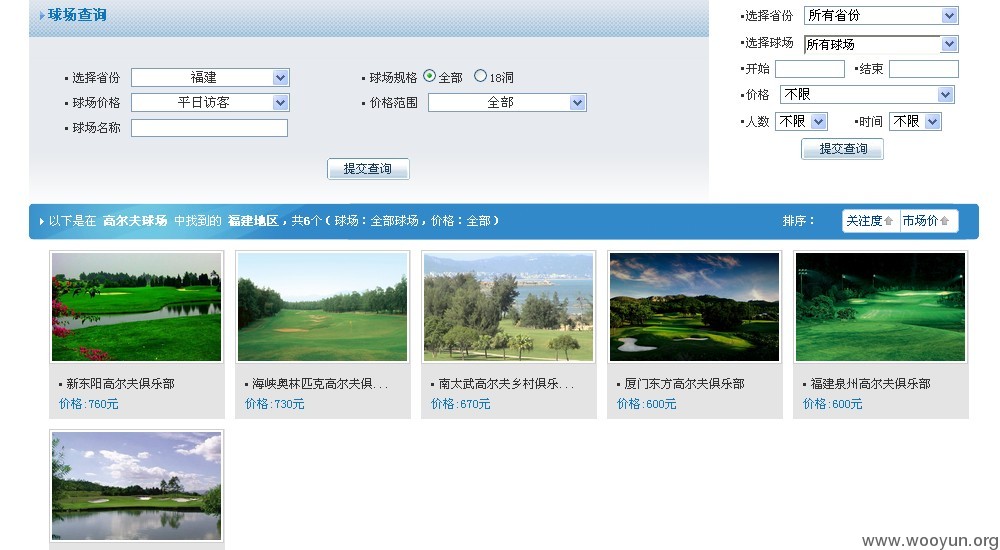 球场查询
选择省份 福建
球场规格 全部 18洞
球场价格 平日访客
价格范围 全部
球场名称
提交查询
选择省份 所有省份
选择球场 所有球场
开始 结束
价格 不限
人数 不限 时间 不限
提交查询
以下是在 高尔夫球场 中找到的 福建地区，共6个（球场：全部球场，价格：全部）
排序：
关注度 市场价
新东阳高尔夫俱乐部
价格:760元
海峡奥林匹克高尔夫俱...
价格:730元
南太武高尔夫乡村俱乐...
价格:670元
厦门东方高尔夫俱乐部
价格:600元
福建泉州高尔夫俱乐部
价格:600元
www.wooyun.org